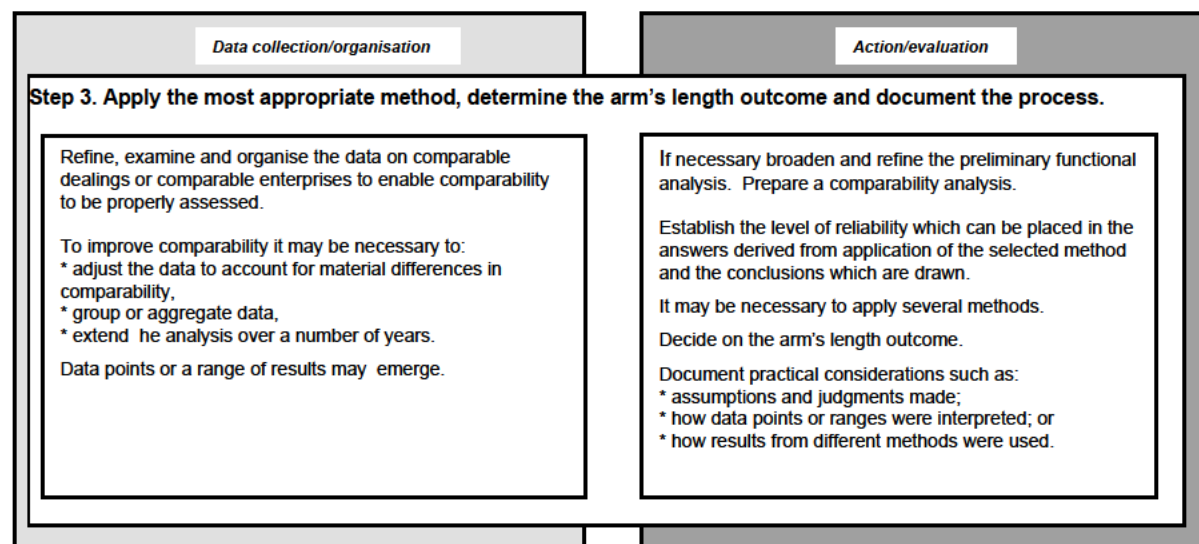 Data collection/organisation
Action/evaluation
Step 3. Apply the most appropriate method, determine the arm's length outcome and document the process.
Refine, examine and organise the data on comparable
dealings or comparable enterprises to enable comparability
to be properly assessed.
To improve comparability it may be necessary to:
* adjust the data to account for material differences in
comparability,
* group or aggregate data,
* extend he analysis over a number of years.
Data points or a range of results may emerge.
If necessary broaden and refine the preliminary functional
analysis. Prepare a comparability analysis.
Establish the level of reliability which can be placed in the
answers derived from application of the selected method
and the conclusions which are drawn.
It may be necessary to apply several methods.
Decide on the arm's length outcome.
Document practical considerations such as:
* assumptions and judgments made;
* how data points or ranges were interpreted; or
* how results from different methods were used.